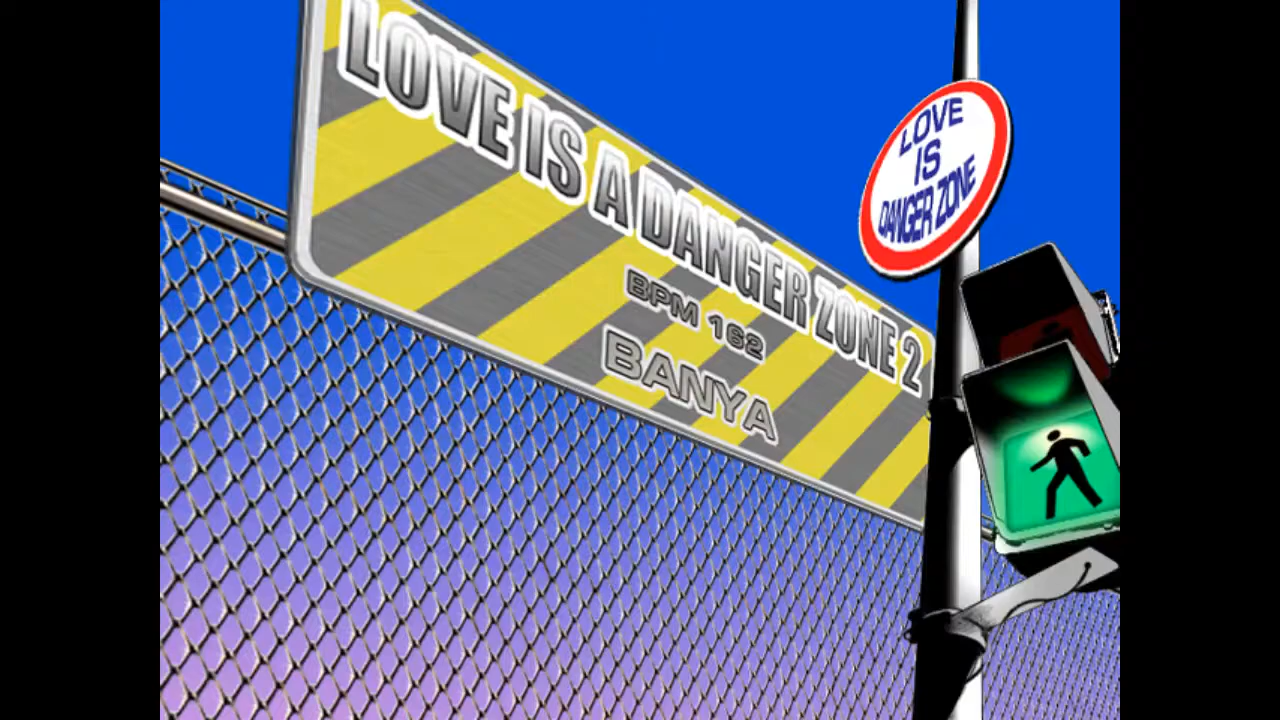 LOVE IS A DANGER ZONE 2
BPM 162
BANYA
LOVE
IS
DANGER ZONE